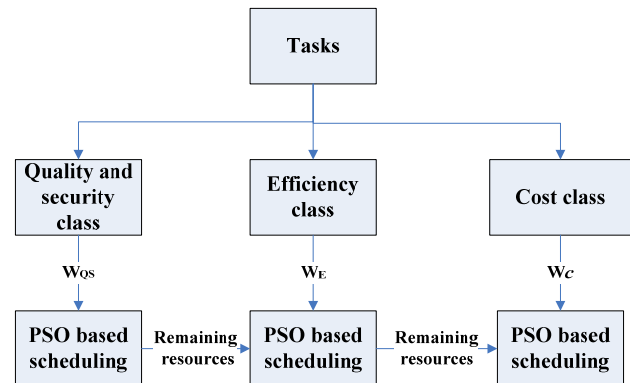 Tasks
Quality and
security
class
Efficiency
class
Cost class
WQS
WE
Wc
PSO based
scheduling
Remaining
resources
PSO based
scheduling
Remaining
resources
PSO based
scheduling